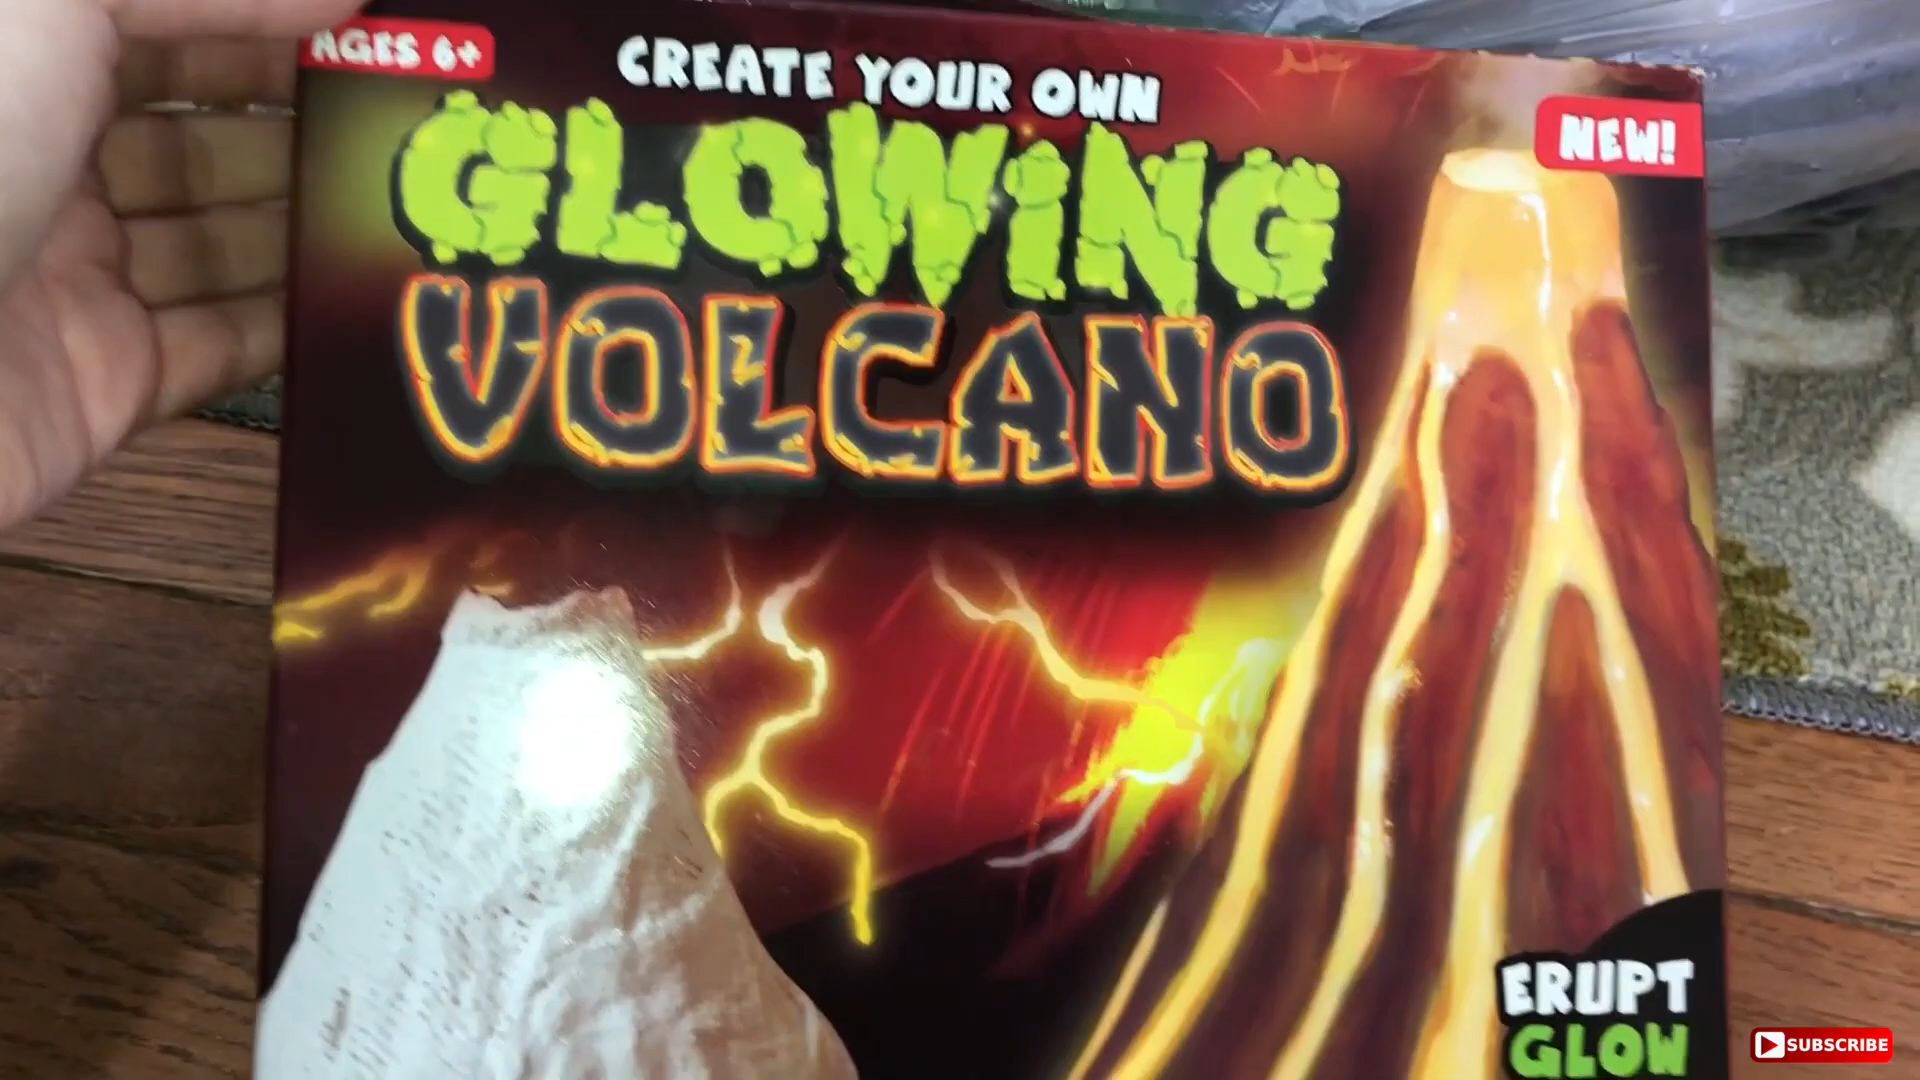 AGES 6+
CREATE YOUR OWN
GLOWING
VOLCANO
NEW!
ERUPT
GLOW
SUBSCRIBE